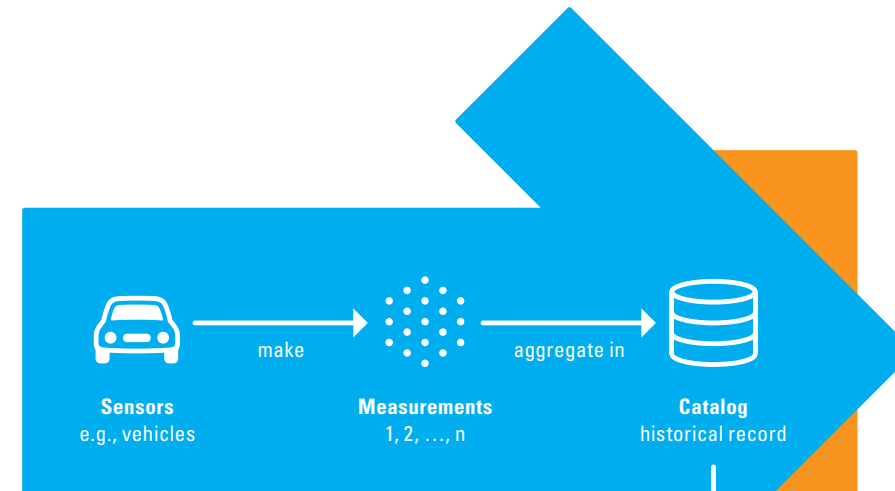 make
aggregate in
Sensors
e.g., vehicles
Measurements
1, 2, ..., n
Catalog
historical record